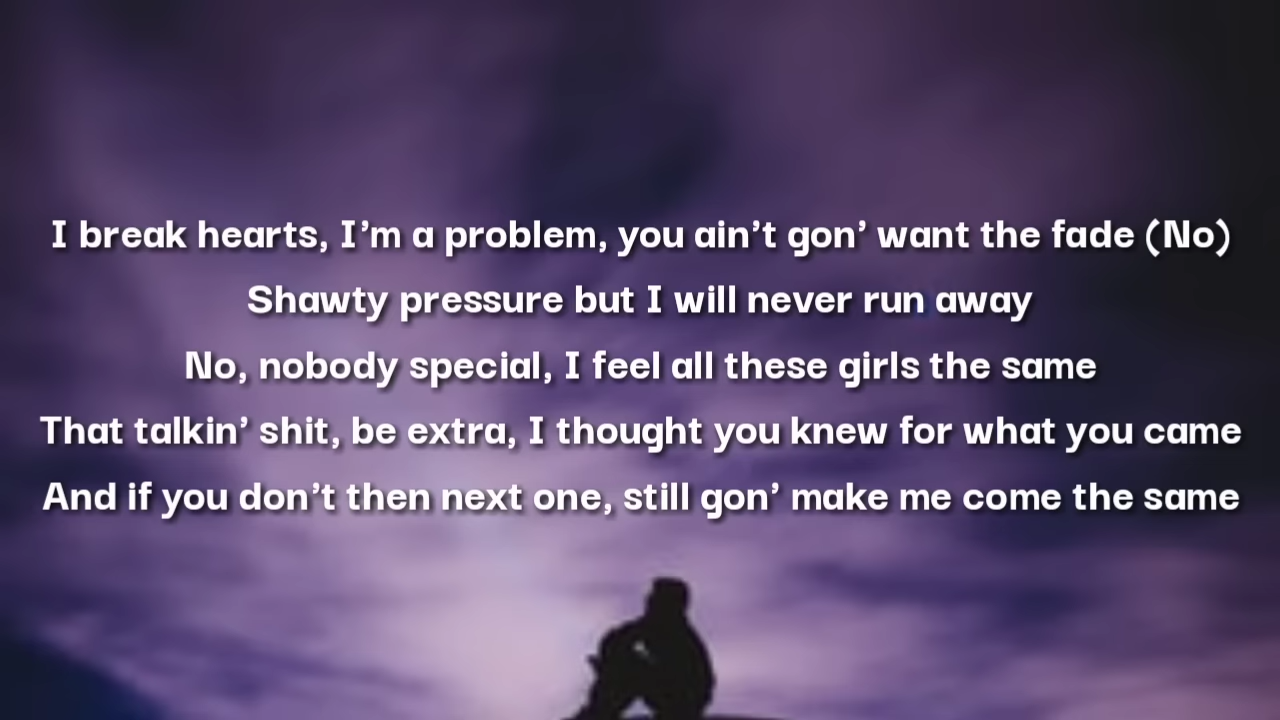 I break hearts, I’m a problem, you ain’t gon’ want the fade (No)
Shawty pressure but I will never run away
No, nobody special, I feel all these girls the same
That talkin’ shit, be extra, I thought you knew for what you came
And if you don’t then next one, still gon’ make me come the same